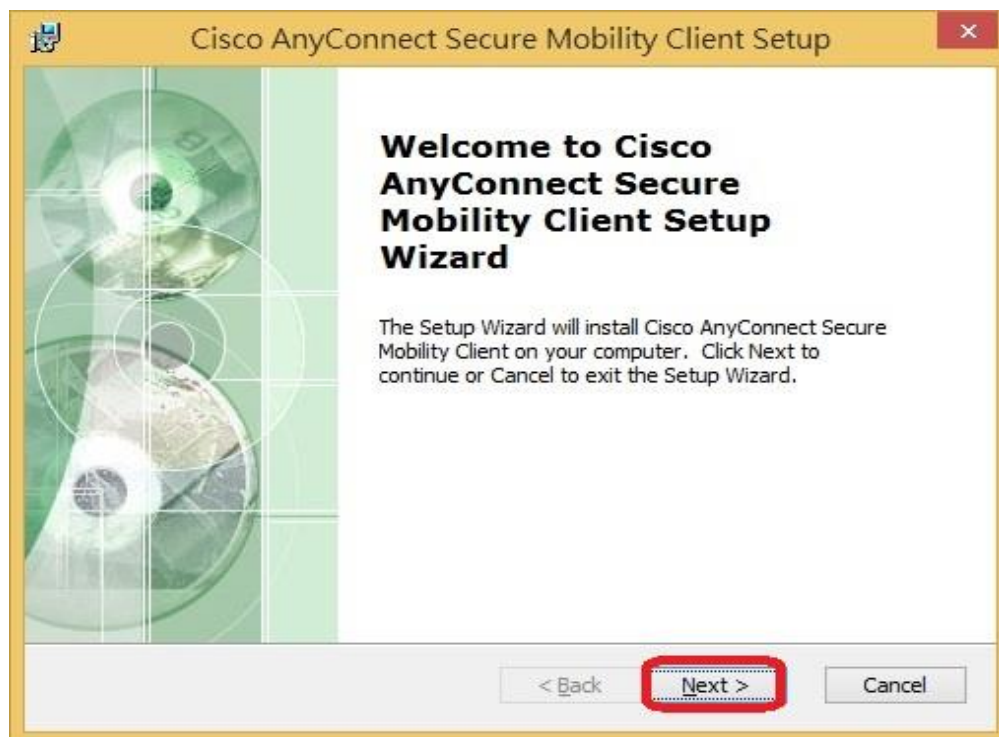 Cisco AnyConnect Secure Mobility Client Setup
Welcome to Cisco
AnyConnect Secure
Mobility Client Setup
Wizard
The Setup Wizard will install Cisco AnyConnect Secure
Mobility Client on your computer.  Click Next to
continue or Cancel to exit the Setup Wizard.
< Back Next > Cancel